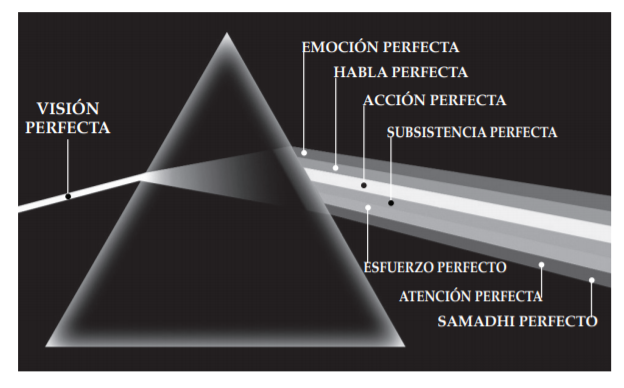 VISIÓN
PERFECTA
EMOCIÓN PERFECTA
HABLA PERFECTA
ACCIÓN PERFECTA
SUBSISTENCIA PERFECTA
ESFUERZO PERFECTO
ATENCIÓN PERFECTA
SAMADHI PERFECTO